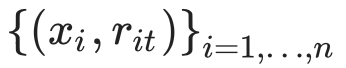 {(x_i, r_{it})}_{i=1,...,n}